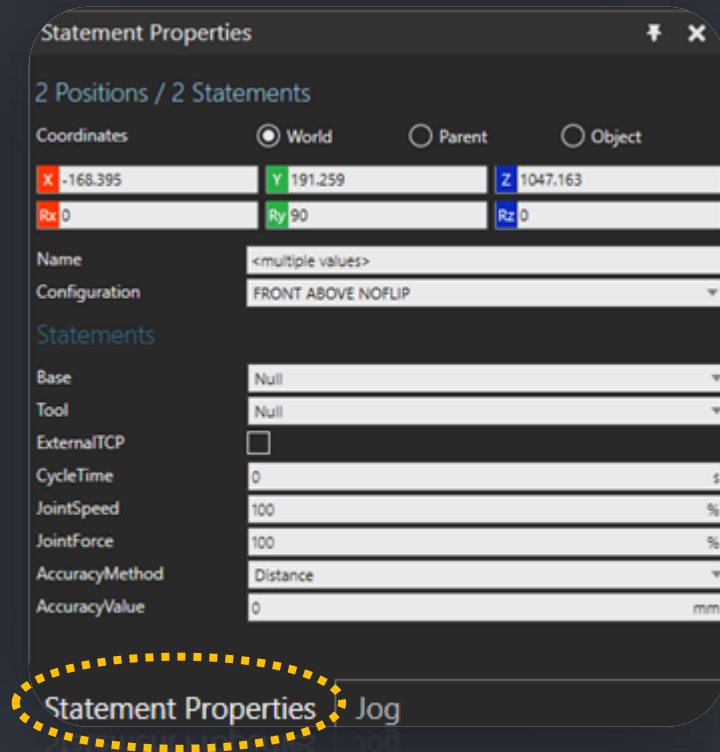 Statement Properties
2 Positions / 2 Statements
Coordinates World Parent Object
X -168.395 Y 191.259 Z 1047.163
Rx 0 Ry 90 Rz 0
Name <multiple values>
Configuration FRONT ABOVE NOFLIP
Statements
Base Null
Tool Null
ExternalTCP
CycleTime 0 s
JointSpeed 100 %
JointForce 100 %
AccuracyMethod Distance
AccuracyValue 0 mm
Statement Properties Jog